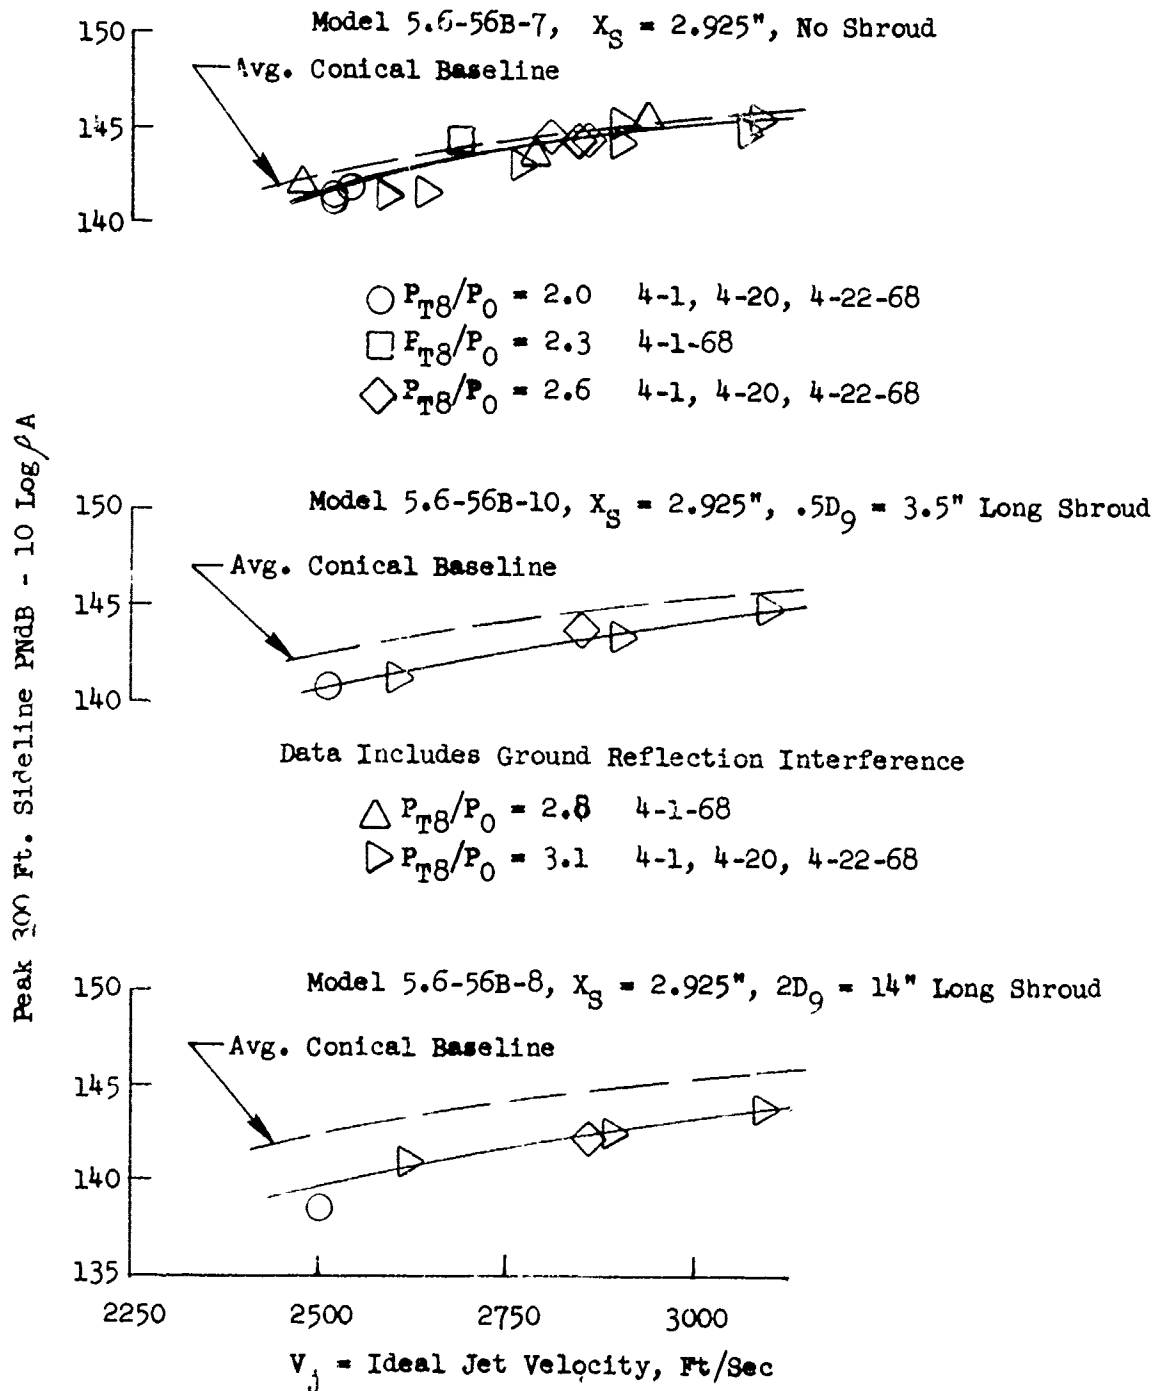 Model 5.6-56B-7, X_S = 2.925", No Shroud
150
Avg. Conical Baseline
145
140
○ P_T8/P_0 = 2.0 4-1, 4-20, 4-22-68
□ P_T8/P_0 = 2.3 4-1-68
◇ P_T8/P_0 = 2.6 4-1, 4-20, 4-22-68
Peak 300 Ft. Sideline PNdB - 10 Log ρA
Model 5.6-56B-10, X_S = 2.925", .5D_9 = 3.5" Long Shroud
150
Avg. Conical Baseline
145
140
Data Includes Ground Reflection Interference
△ P_T8/P_0 = 2.8 4-1-68
▷ P_T8/P_0 = 3.1 4-1, 4-20, 4-22-68
Model 5.6-56B-8, X_S = 2.925", 2D_9 = 14" Long Shroud
150
Avg. Conical Baseline
145
140
135
2250 2500 2750 3000
V_j = Ideal Jet Velocity, Ft/Sec